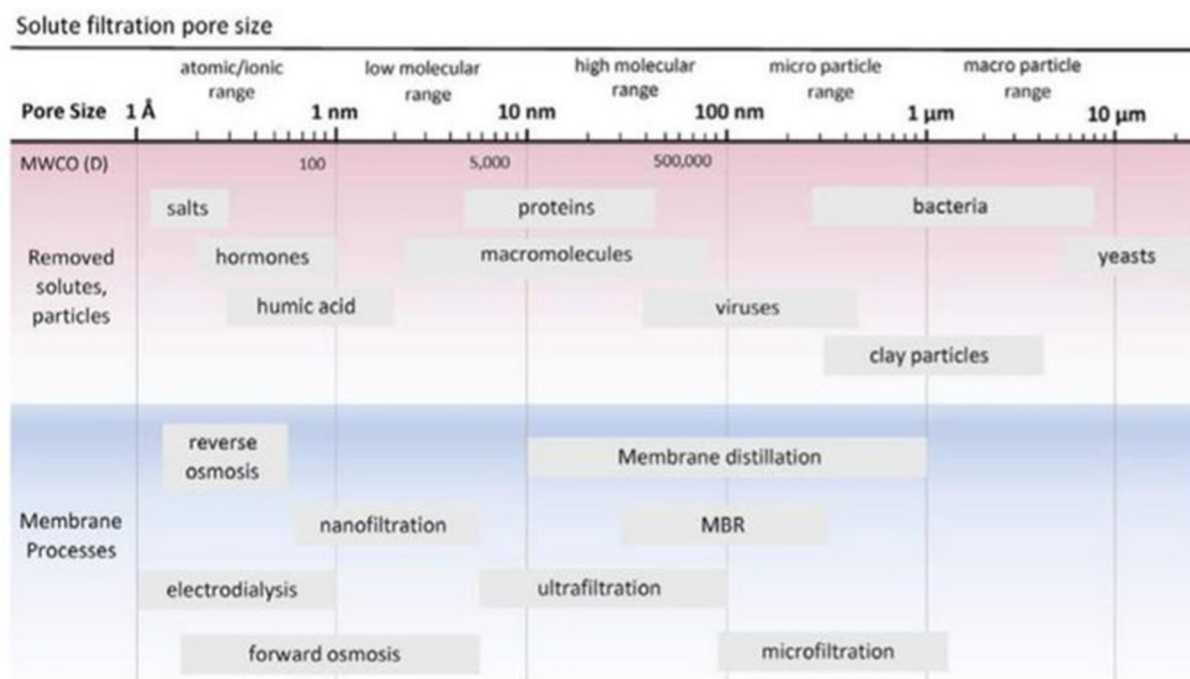 Solute filtration pore size
atomic/ionic range
low molecular range
high molecular range
micro particle range
macro particle range
Pore Size 1 Å 1 nm 10 nm 100 nm 1 µm 10 µm
MWCO (D) 100 5,000 500,000
salts proteins bacteria
Removed solutes, particles
hormones macromolecules yeasts
humic acid viruses
clay particles
reverse osmosis
Membrane distillation
Membrane Processes
nanofiltration MBR
electrodialysis ultrafiltration
forward osmosis microfiltration